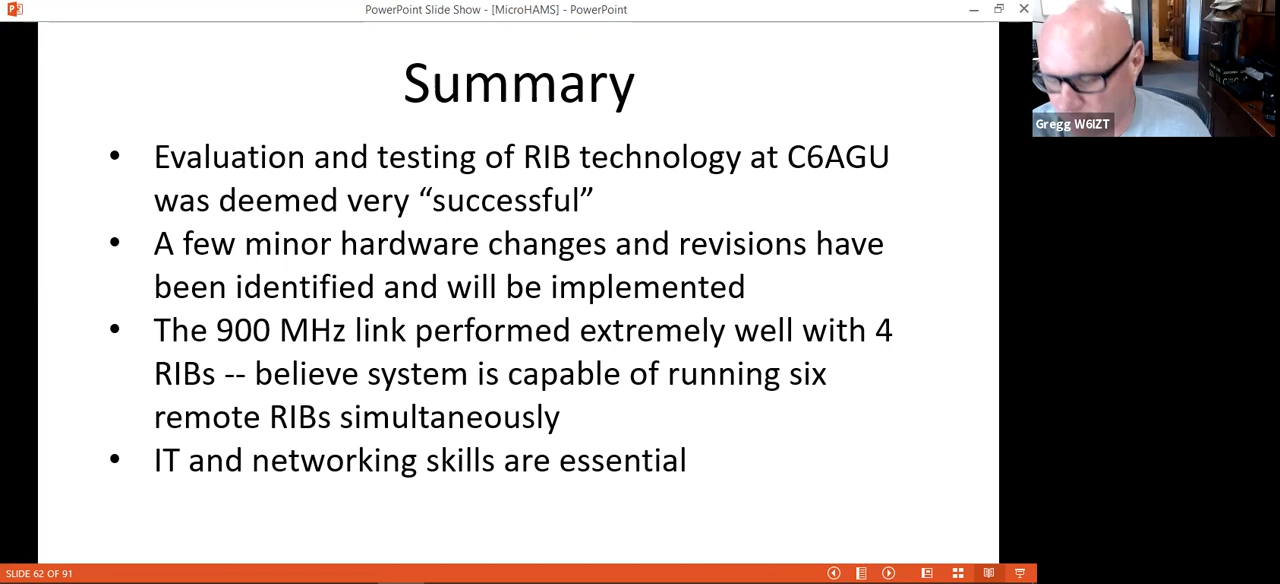 PowerPoint Slide Show - [MicroHAMS] - PowerPoint
Summary
• Evaluation and testing of RIB technology at C6AGU
was deemed very “successful”
• A few minor hardware changes and revisions have
been identified and will be implemented
• The 900 MHz link performed extremely well with 4
RIBs -- believe system is capable of running six
remote RIBs simultaneously
• IT and networking skills are essential
Gregg W6IZT
SLIDE 62 OF 91